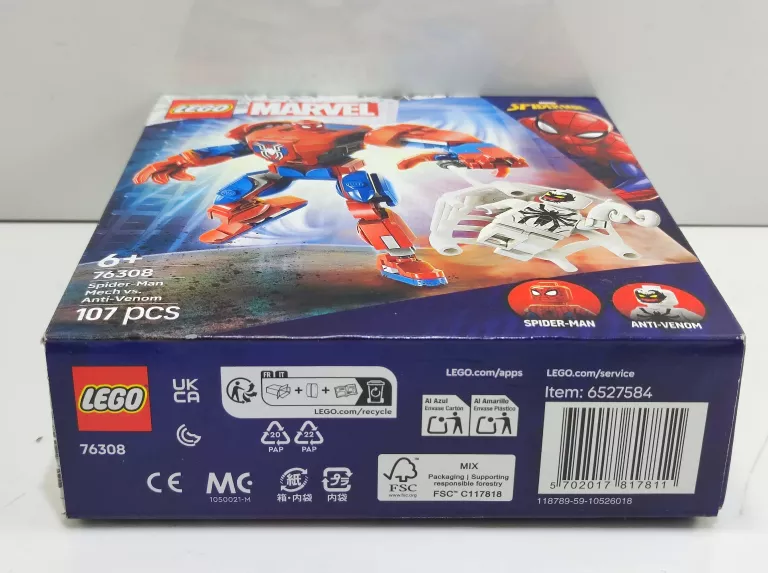 LEGO
MARVEL
SPIDER-MAN
6+
76308
Spider-Man
Mech vs.
Anti-Venom
107 pcs
SPIDER-MAN
ANTI-VENOM
LEGO
76308
UK
CA
FR IT
LEGO.com/recycle
20
PAP
22
PAP
CE
MC
1050021-M
紙
箱・内袋
プラ
内袋
LEGO.com/apps
Al Azul
Envase Cartón
Al Amarillo
Envase Plástico
FSC
www.fsc.org
MIX
Packaging | Supporting
responsible forestry
FSC™ C117818
LEGO.com/service
Item: 6527584
5 702017 817811
118789-59-10526018